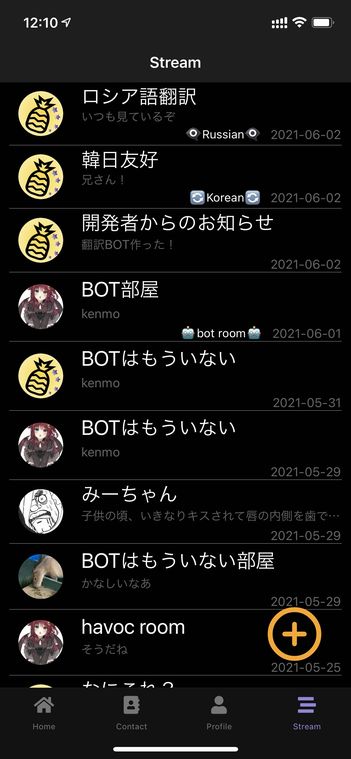 12:10
Stream
ロシア語翻訳
いつも見ているぞ
👁Russian👁 2021-06-02
韓日友好
兄さん！
🔄Korean🔄 2021-06-02
開発者からのお知らせ
翻訳BOT作った！
2021-06-02
BOT部屋
kenmo
🤖bot room🤖 2021-06-01
BOTはもういない
kenmo
2021-05-31
BOTはもういない
kenmo
2021-05-29
みーちゃん
子供の頃、いきなりキスされて唇の内側を歯で…
2021-05-29
BOTはもういない部屋
かなしいなあ
2021-05-29
havoc room
そうだね
2021-05-25
なにこれ？
Home Contact Profile Stream